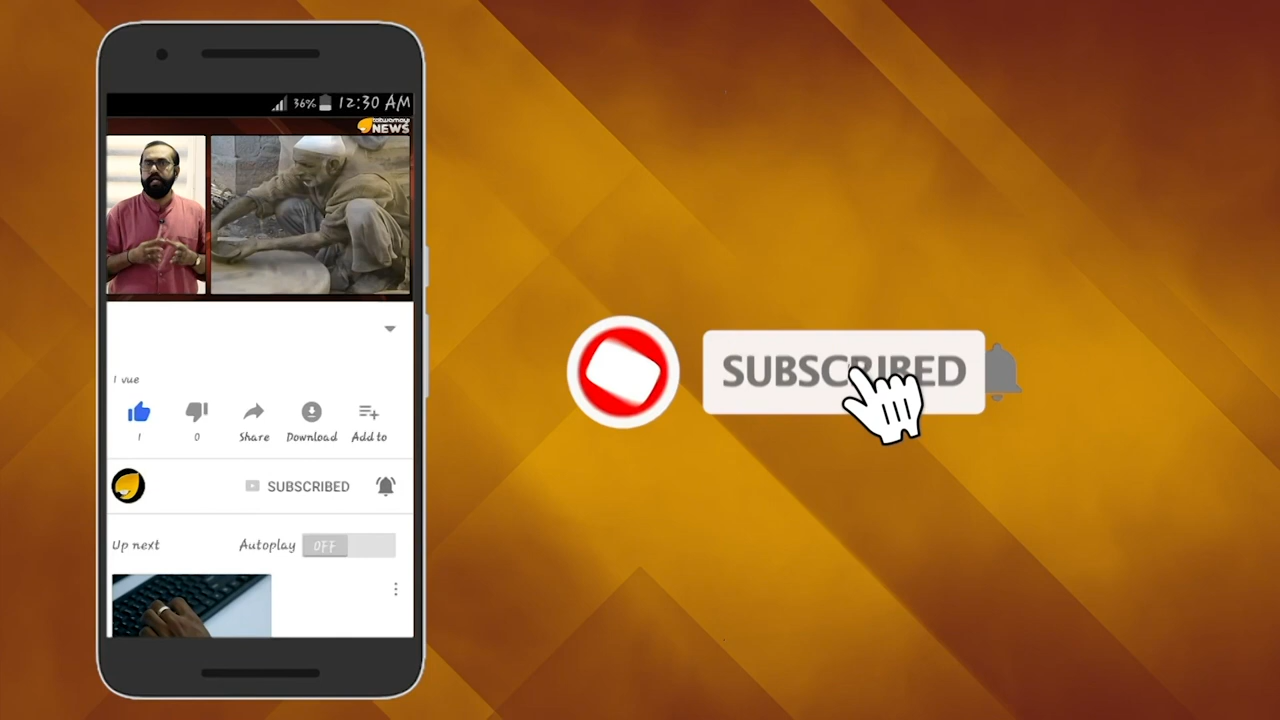 36% 12:30 AM
tatwamayi
NEWS
1 vue
1
0
Share
Download
Add to
SUBSCRIBED
Up next
Autoplay
OFF
SUBSCRIBED